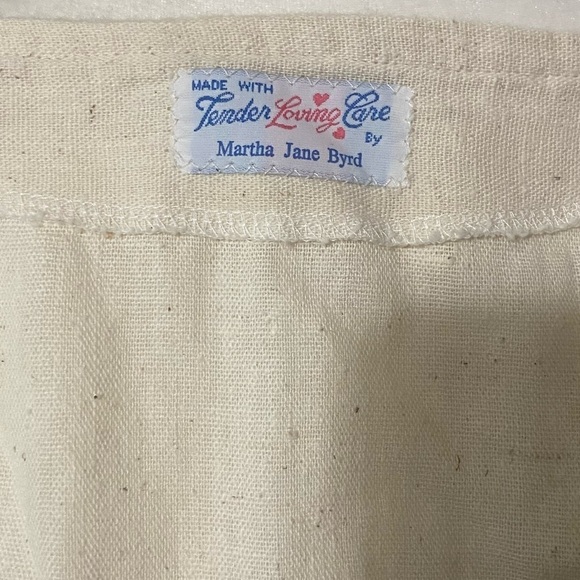 MADE WITH
Tender Loving Care
BY
Martha Jane Byrd